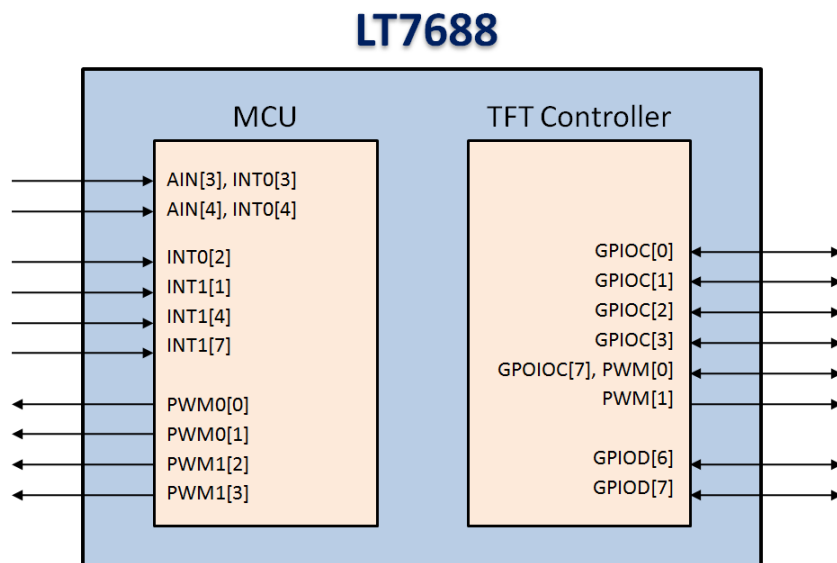 LT7688
MCU
AIN[3], INT0[3]
AIN[4], INT0[4]
INT0[2]
INT1[1]
INT1[4]
INT1[7]
PWM0[0]
PWM0[1]
PWM1[2]
PWM1[3]
TFT Controller
GPIOC[0]
GPIOC[1]
GPIOC[2]
GPIOC[3]
GPOIOC[7], PWM[0]
PWM[1]
GPIOD[6]
GPIOD[7]